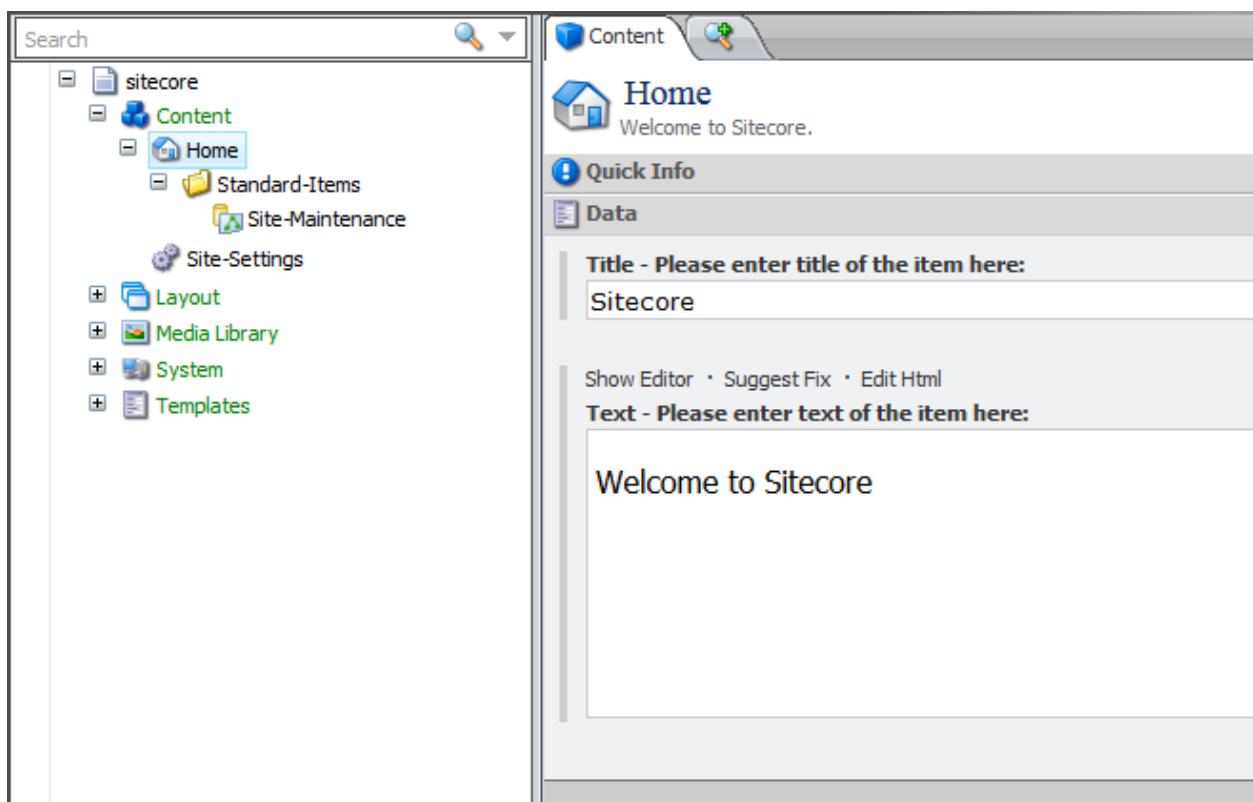 Search
sitecore
Content
Home
Standard-Items
Site-Maintenance
Site-Settings
Layout
Media Library
System
Templates
Content
Home
Welcome to Sitecore.
Quick Info
Data
Title - Please enter title of the item here:
Sitecore
Show Editor · Suggest Fix · Edit Html
Text - Please enter text of the item here:
Welcome to Sitecore